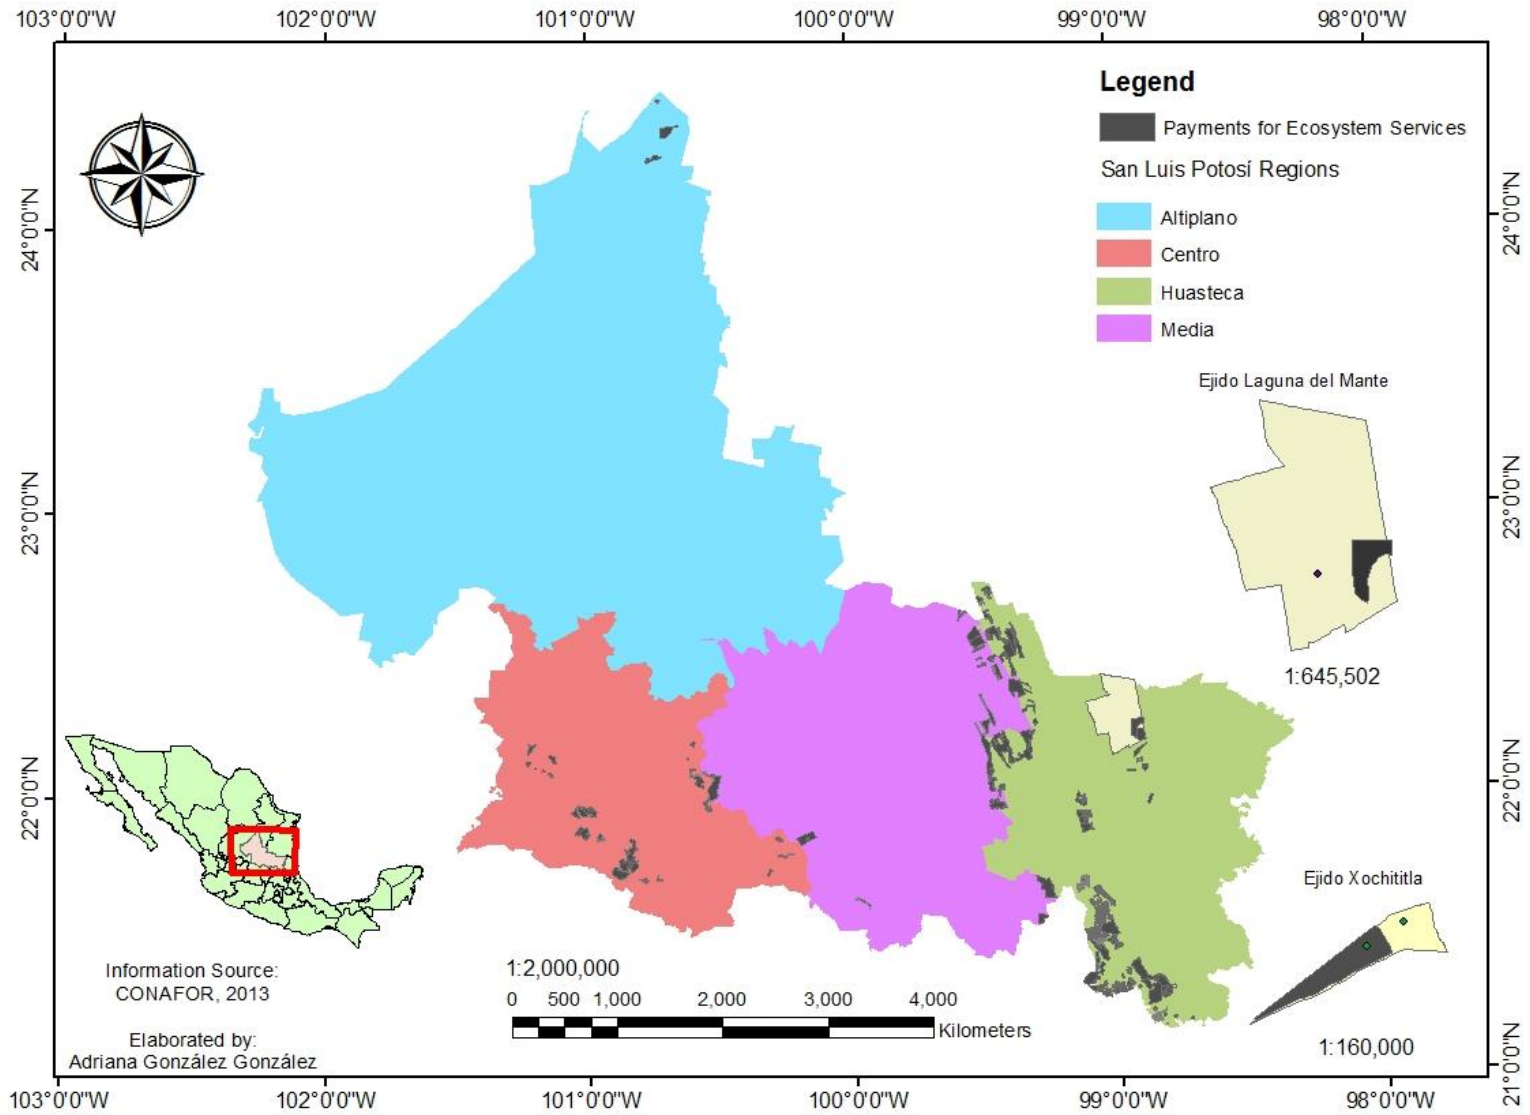 103°0'0"W 102°0'0"W 101°0'0"W 100°0'0"W 99°0'0"W 98°0'0"W
Legend
Payments for Ecosystem Services
San Luis Potosí Regions
Altiplano
Centro
Huasteca
Media
24°0'0"N
24°0'0"N
Ejido Laguna del Mante
23°0'0"N
23°0'0"N
1:645,502
22°0'0"N
22°0'0"N
Ejido Xochititla
Information Source:
CONAFOR, 2013
Elaborated by:
Adriana González González
1:2,000,000
0 500 1,000 2,000 3,000 4,000
Kilometers
1:160,000
21°0'0"N
103°0'0"W 102°0'0"W 101°0'0"W 100°0'0"W 99°0'0"W 98°0'0"W